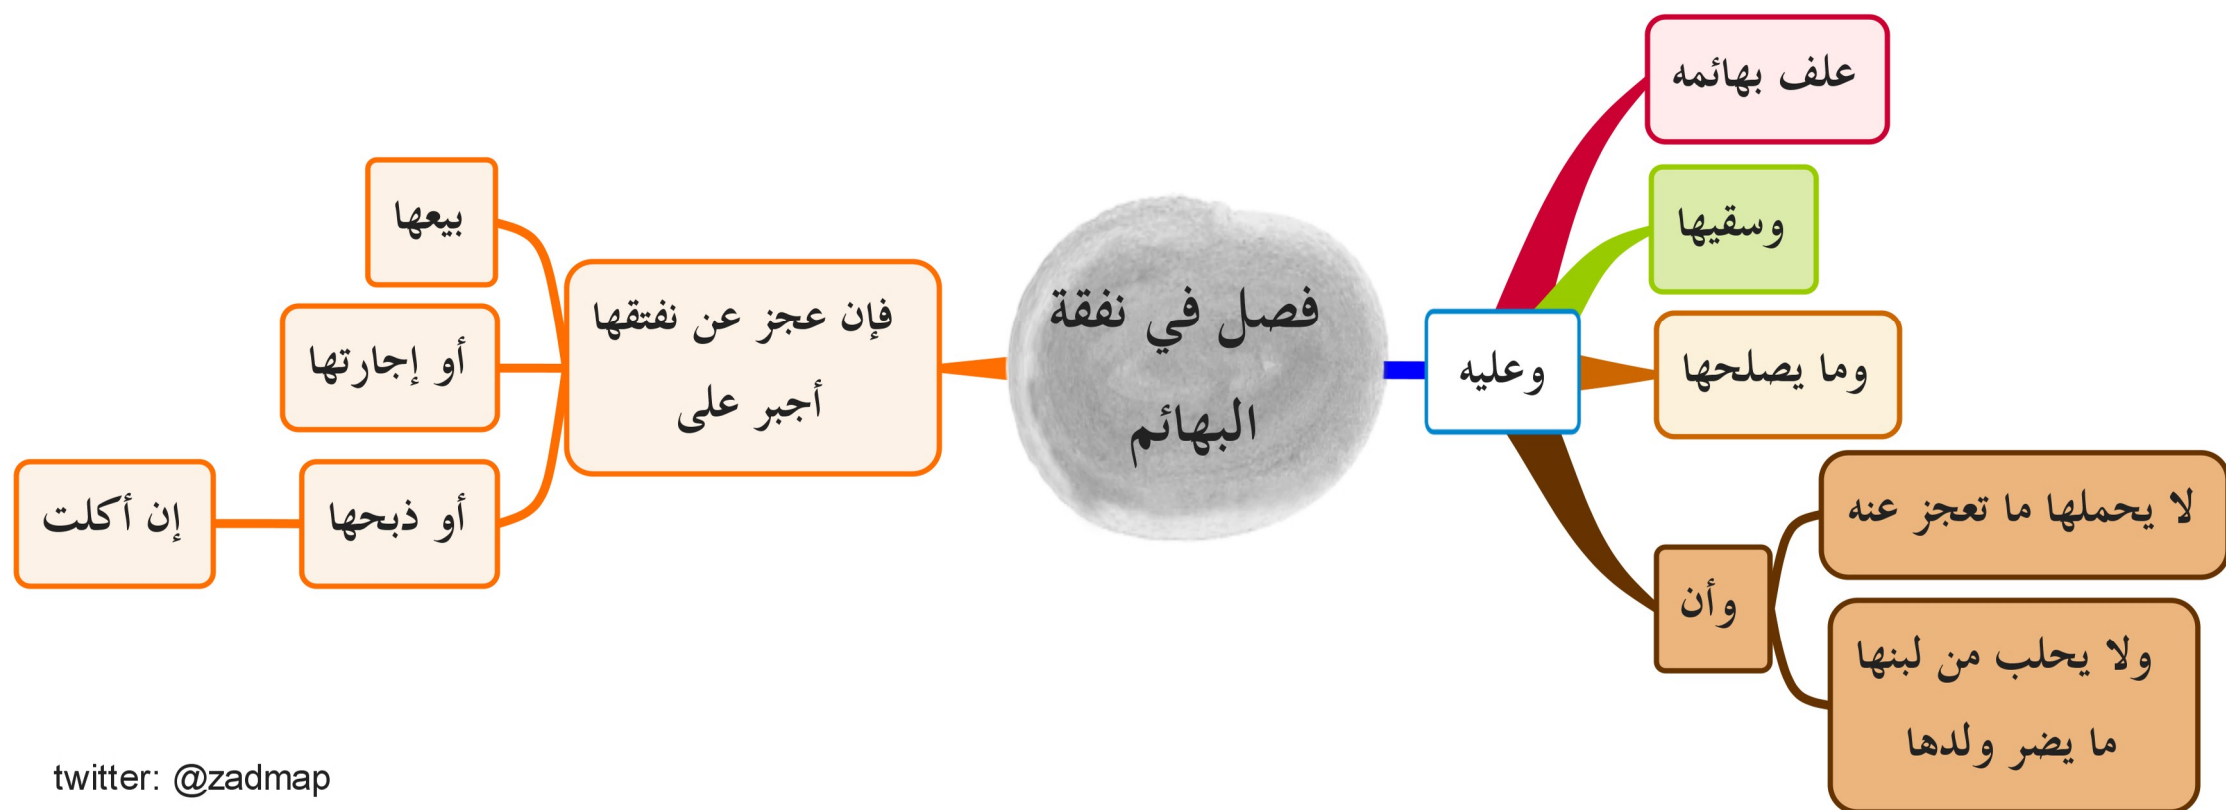 فصل في نفقة
البهائم
وعليه
علف بهائمه
وسقيها
وما يصلحها
وأن
لا يحملها ما تعجز عنه
ولا يحلب من لبنها
ما يضر ولدها
فإن عجز عن نفتقها
أجبر على
بيعها
أو إجارتها
أو ذبحها
إن أكلت
twitter: @zadmap